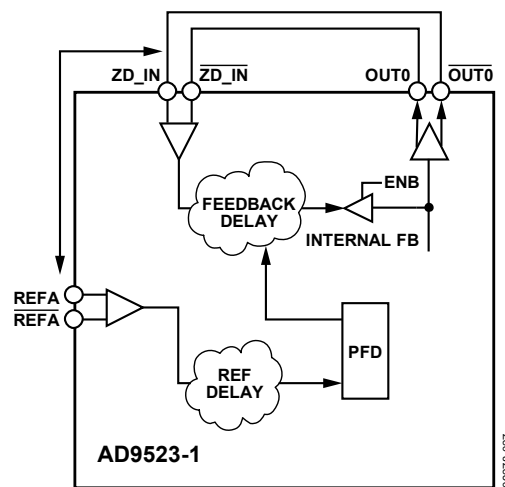 ZD_IN
ZD_IN
OUT0
OUT0
ENB
FEEDBACK
DELAY
INTERNAL FB
REFA
REFA
PFD
REF
DELAY
AD9523-1